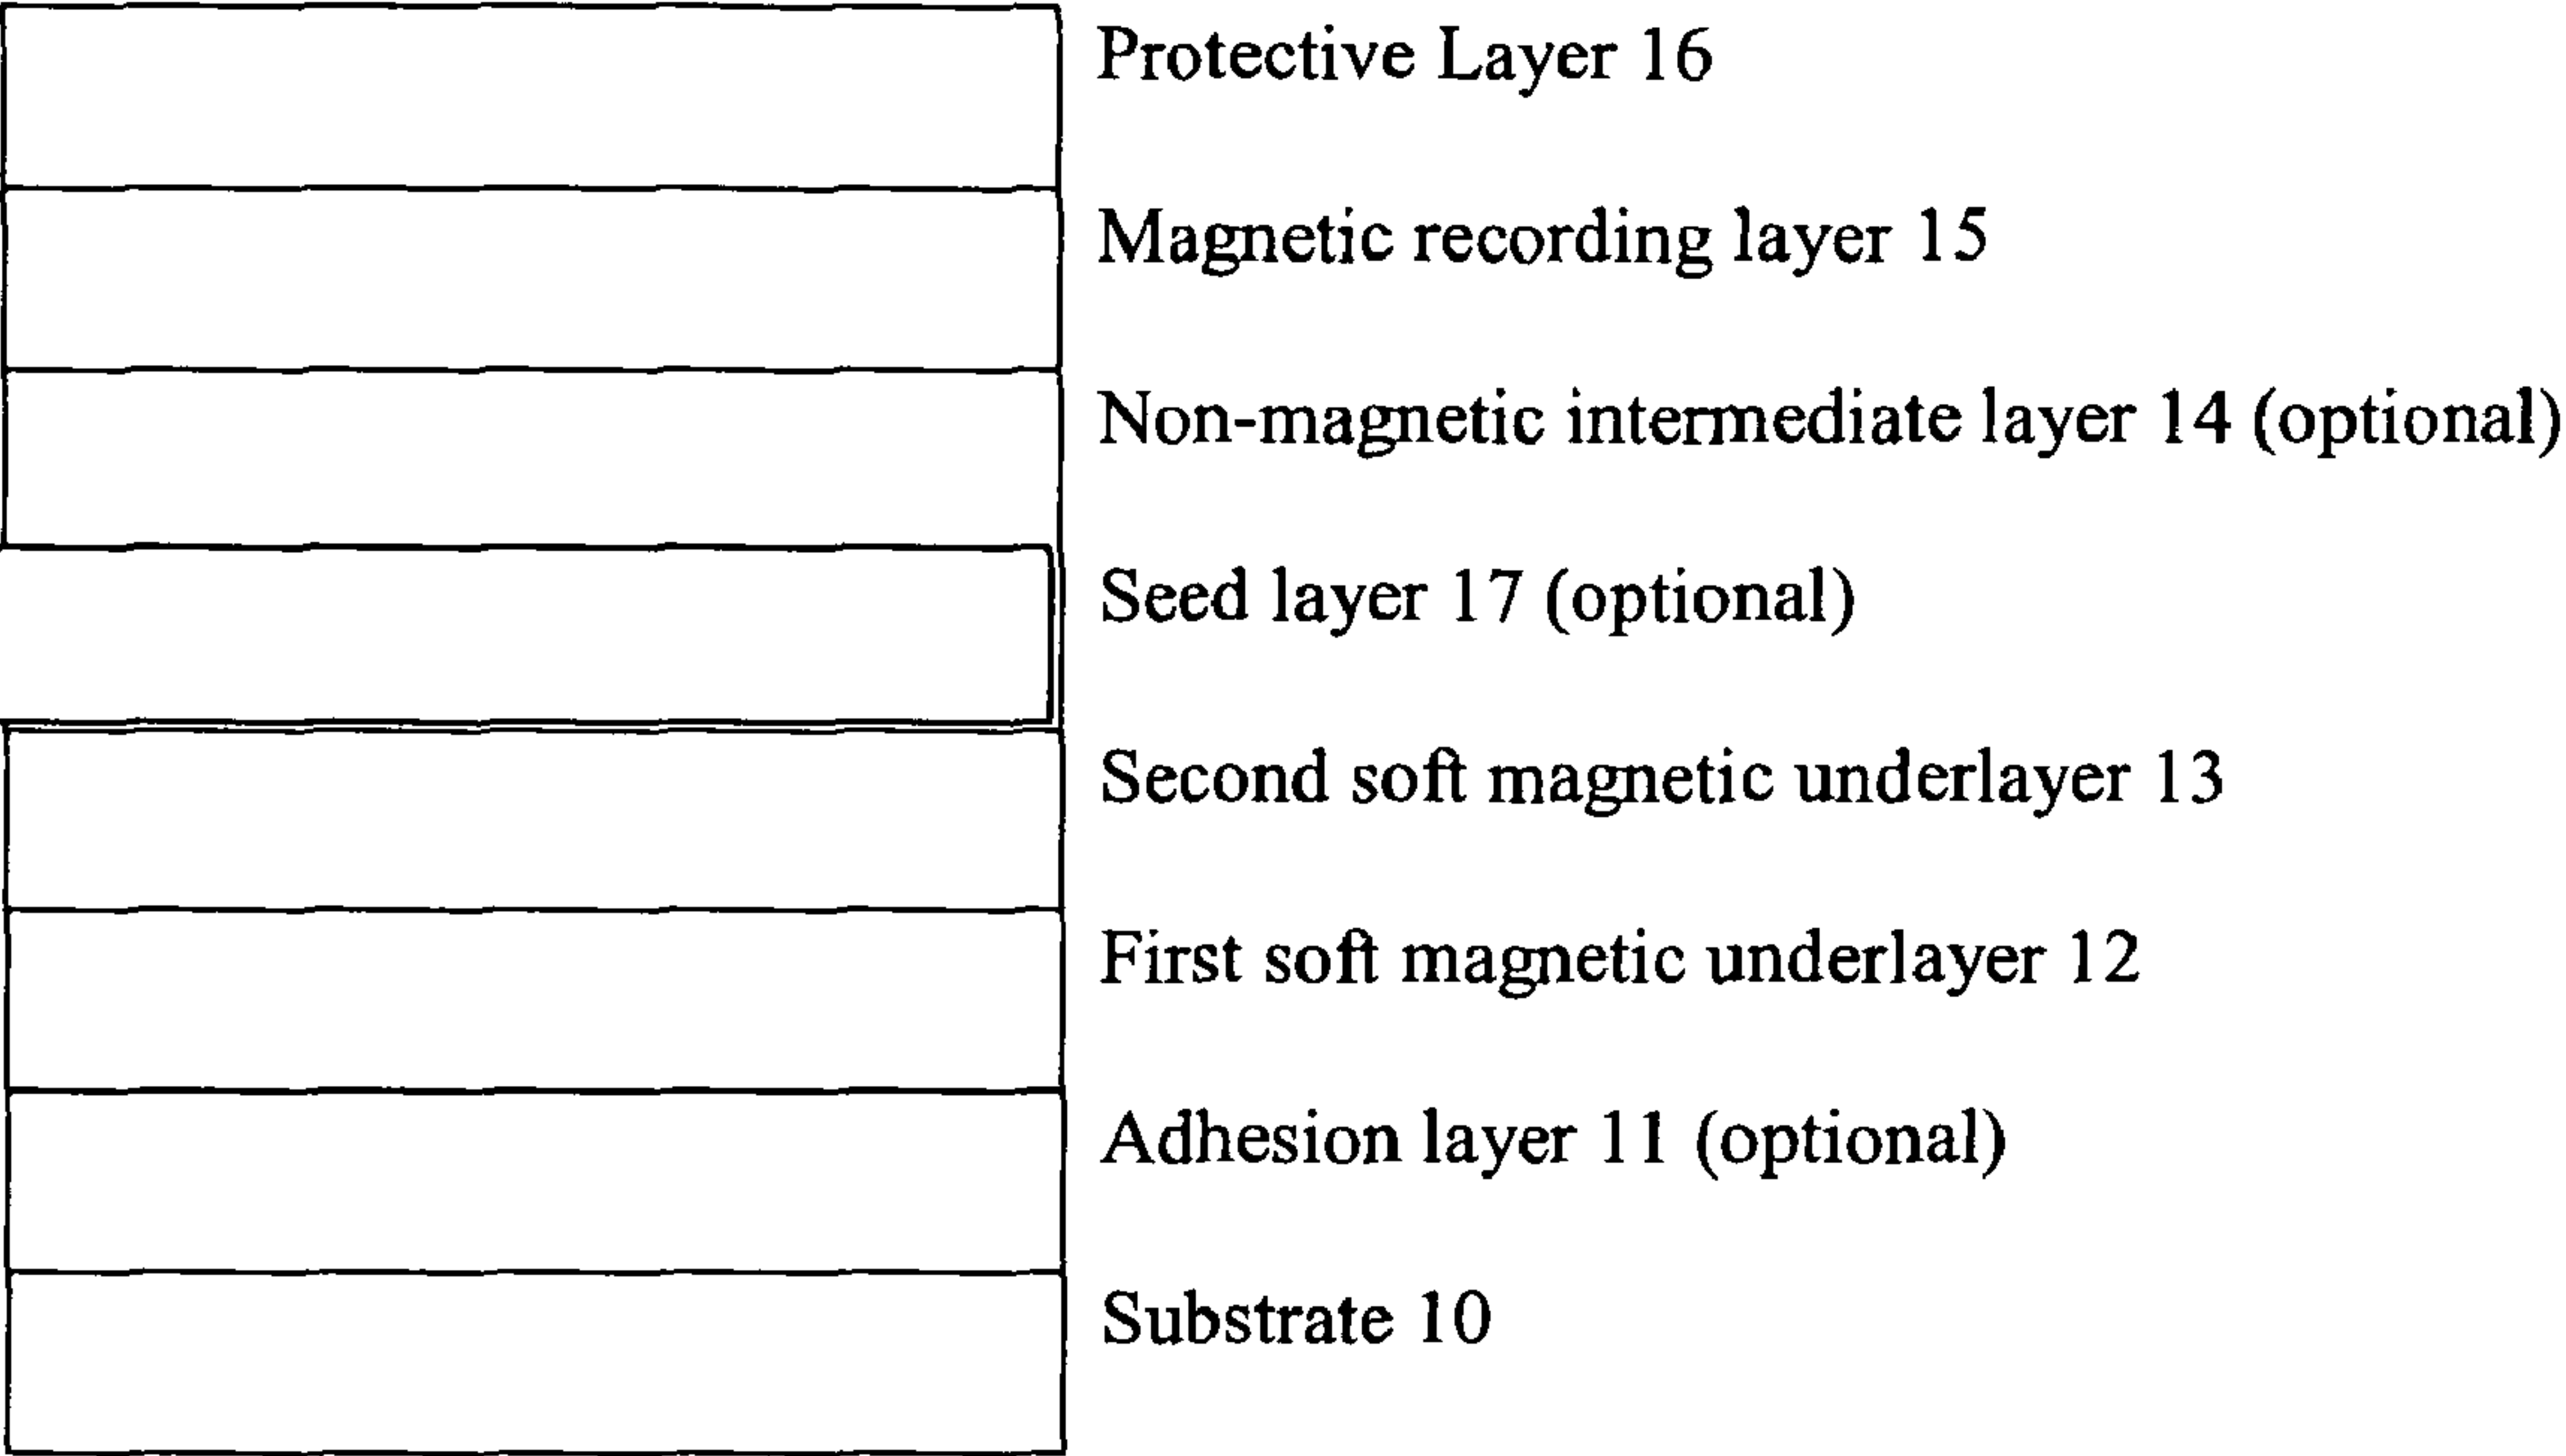 Protective Layer 16
Magnetic recording layer 15
Non-magnetic intermediate layer 14 (optional)
Seed layer 17 (optional)
Second soft magnetic underlayer 13
First soft magnetic underlayer 12
Adhesion layer 11 (optional)
Substrate 10